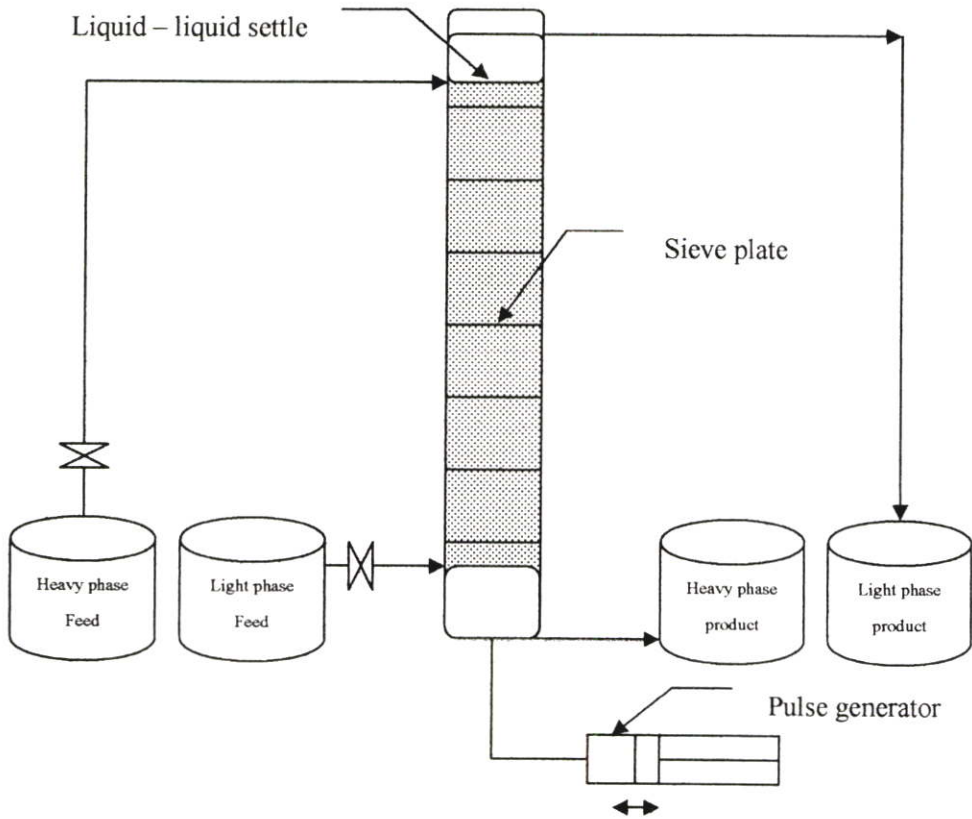 Liquid – liquid settle
Sieve plate
Heavy phase
Feed
Light phase
Feed
Heavy phase
product
Light phase
product
Pulse generator